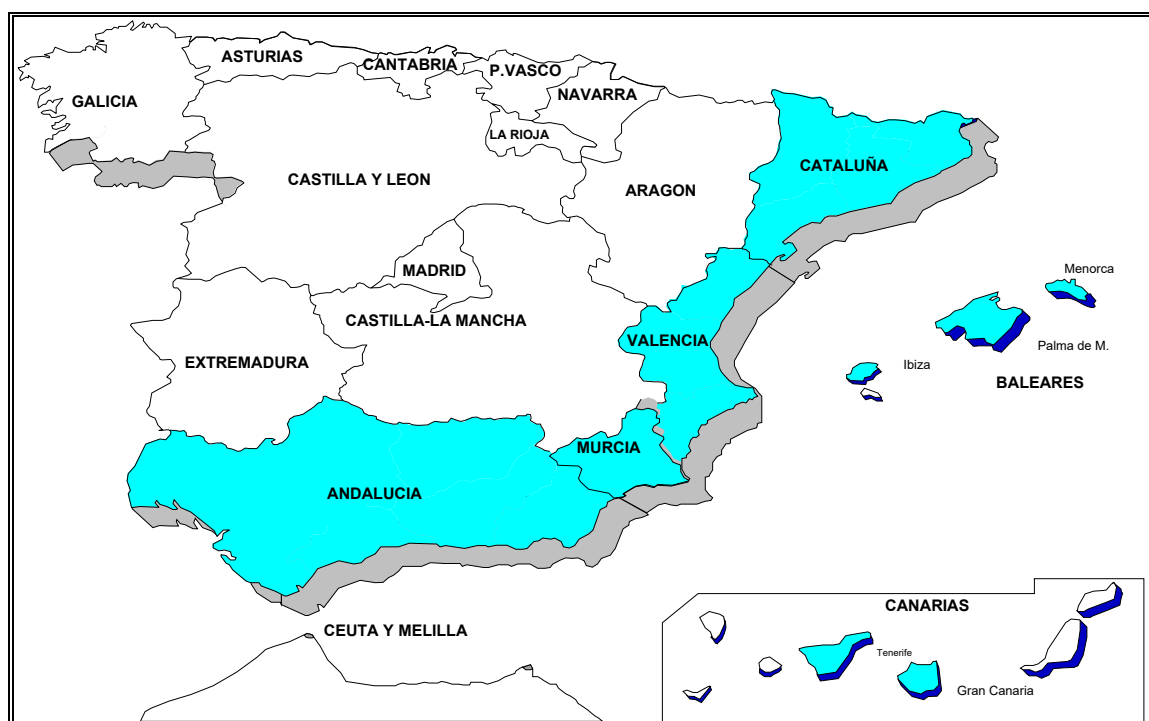 ASTURIAS
CANTABRIA
P.VASCO
NAVARRA
GALICIA
LA RIOJA
CATALUÑA
CASTILLA Y LEON
ARAGON
MADRID
Menorca
CASTILLA-LA MANCHA
VALENCIA
Palma de M.
EXTREMADURA
Ibiza
BALEARES
MURCIA
ANDALUCIA
CANARIAS
CEUTA Y MELILLA
Tenerife
Gran Canaria